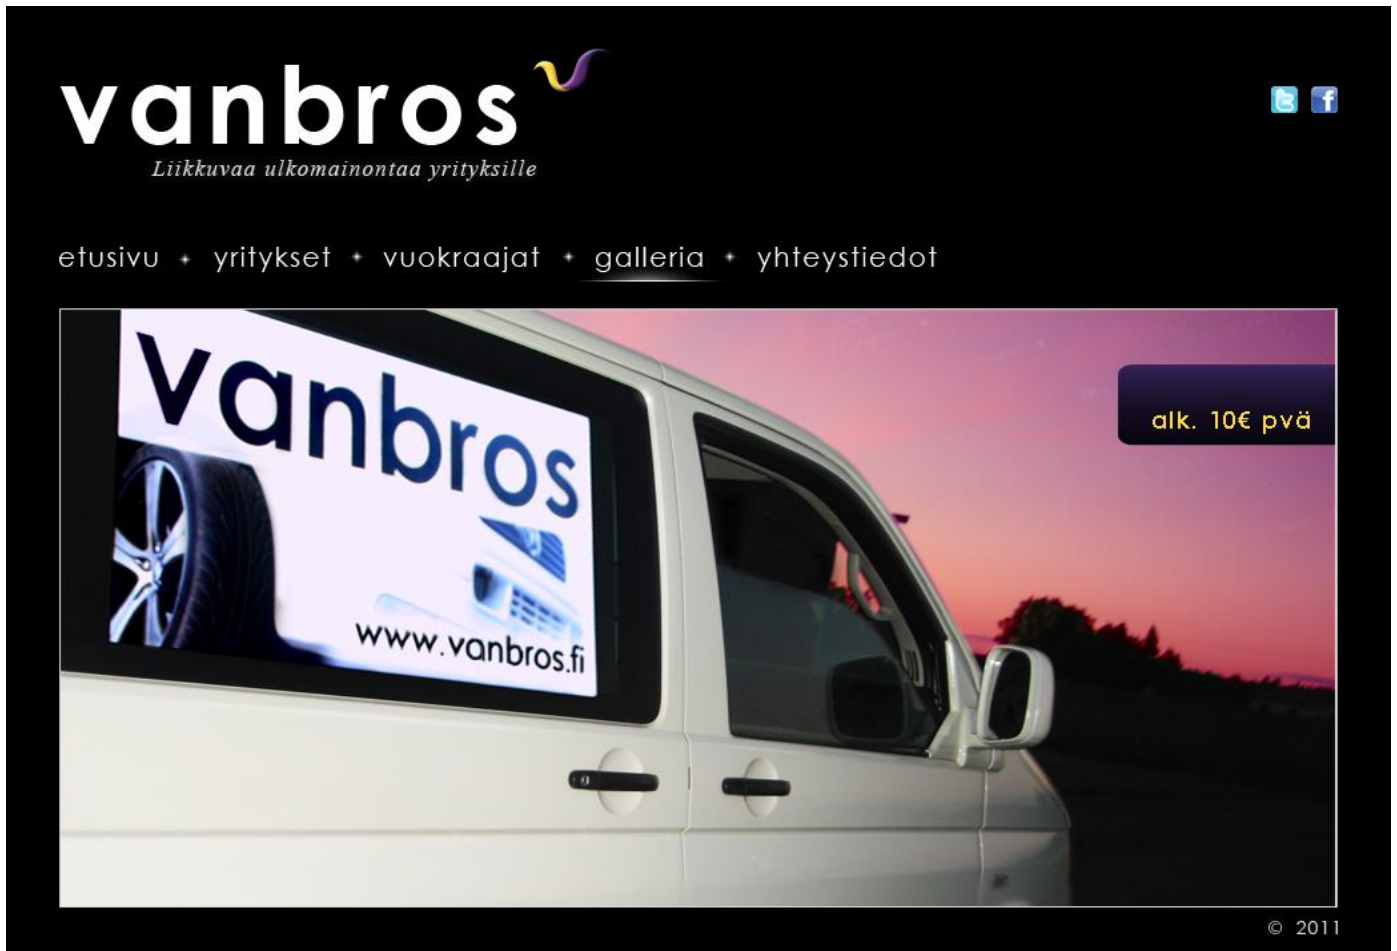 vanbros
Liikkuvaa ulkomainontaa yrityksille
etusivu yritykset vuokraajat galleria yhteystiedot
vanbros
www.vanbros.fi
alk. 10€ pvä
© 2011